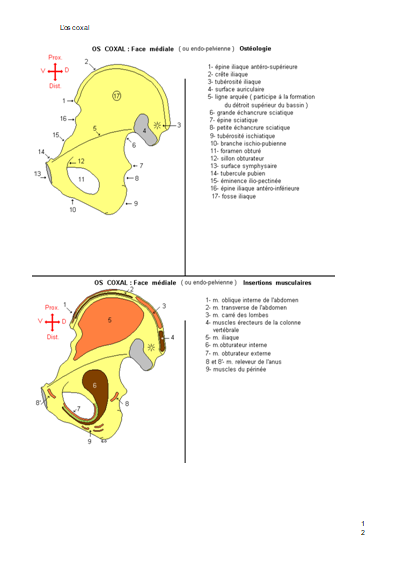 L'os coxal
OS COXAL : Face médiale ( ou endo-pelvienne ) Ostéologie
Prox.
V D
Dist.
2
1
16
15
14
13
5
17
4
3
6
7
8
9
12
11
10
1- épine iliaque antéro-supérieure
2- crête iliaque
3- tubérosité iliaque
4- surface auriculaire
5- ligne arquée ( participe à la formation
du détroit supérieur du bassin )
6- grande échancrure sciatique
7- épine sciatique
8- petite échancrure sciatique
9- tubérosité ischiatique
10- branche ischio-pubienne
11- foramen obturé
12- sillon obturateur
13- surface symphysaire
14- tubercule pubien
15- éminence ilio-pectinée
16- épine iliaque antéro-inférieure
17- fosse iliaque
OS COXAL : Face médiale ( ou endo-pelvienne ) Insertions musculaires
Prox.
V D
Dist.
1
2
3
4
5
6
7
8'
8
9
1- m. oblique interne de l'abdomen
2- m. transverse de l'abdomen
3- m. carré des lombes
4- muscles érecteurs de la colonne
vertébrale
5- m. iliaque
6- m.obturateur interne
7- m. obturateur externe
8 et 8'- m. releveur de l'anus
9- muscles du périnée
1
2